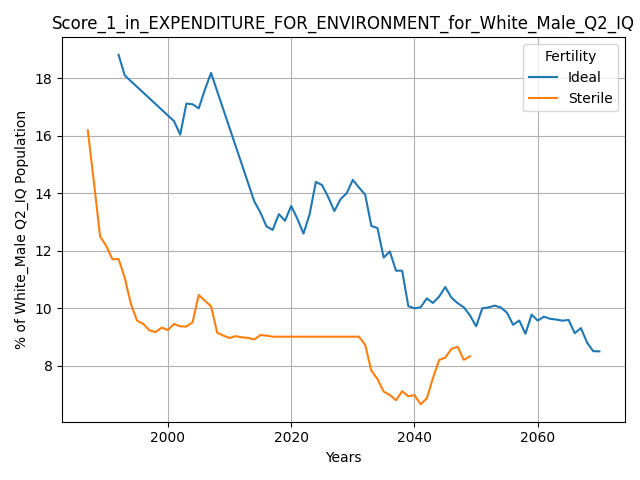 Score_1_in_EXPENDITURE_FOR_ENVIRONMENT_for_White_Male_Q2_IQ
Fertility
Ideal
Sterile
% of White_Male Q2_IQ Population
18
16
14
12
10
8
2000
2020
2040
2060
Years